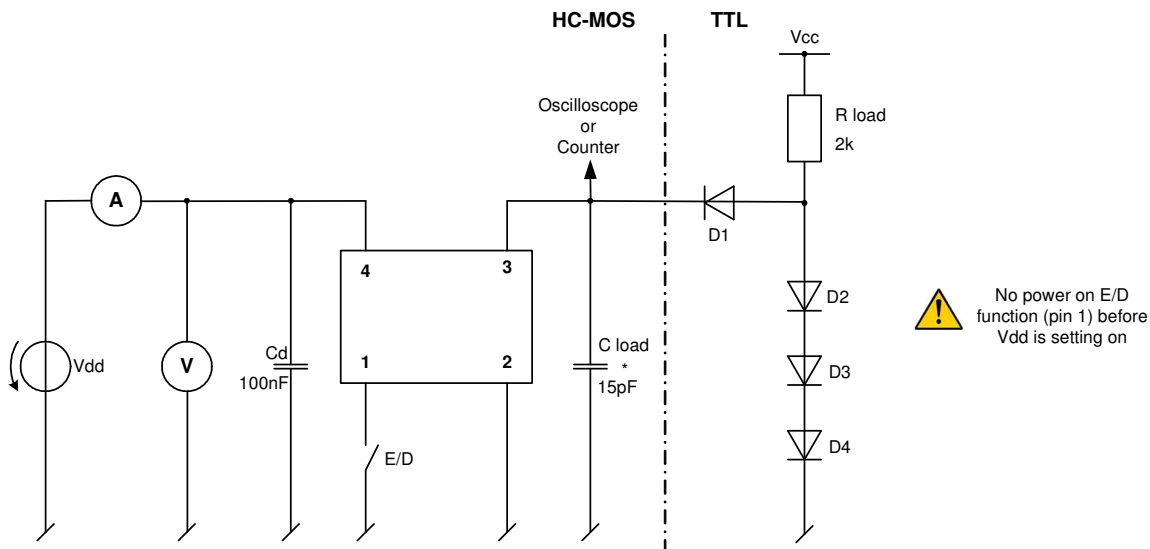 HC-MOS
TTL
Vcc
Oscilloscope
or
Counter
R load
2k
A
D1
4
3
D2
No power on E/D
function (pin 1) before
Vdd is setting on
Vdd
V
Cd
100nF
1
2
C load
*
15pF
D3
D4
E/D